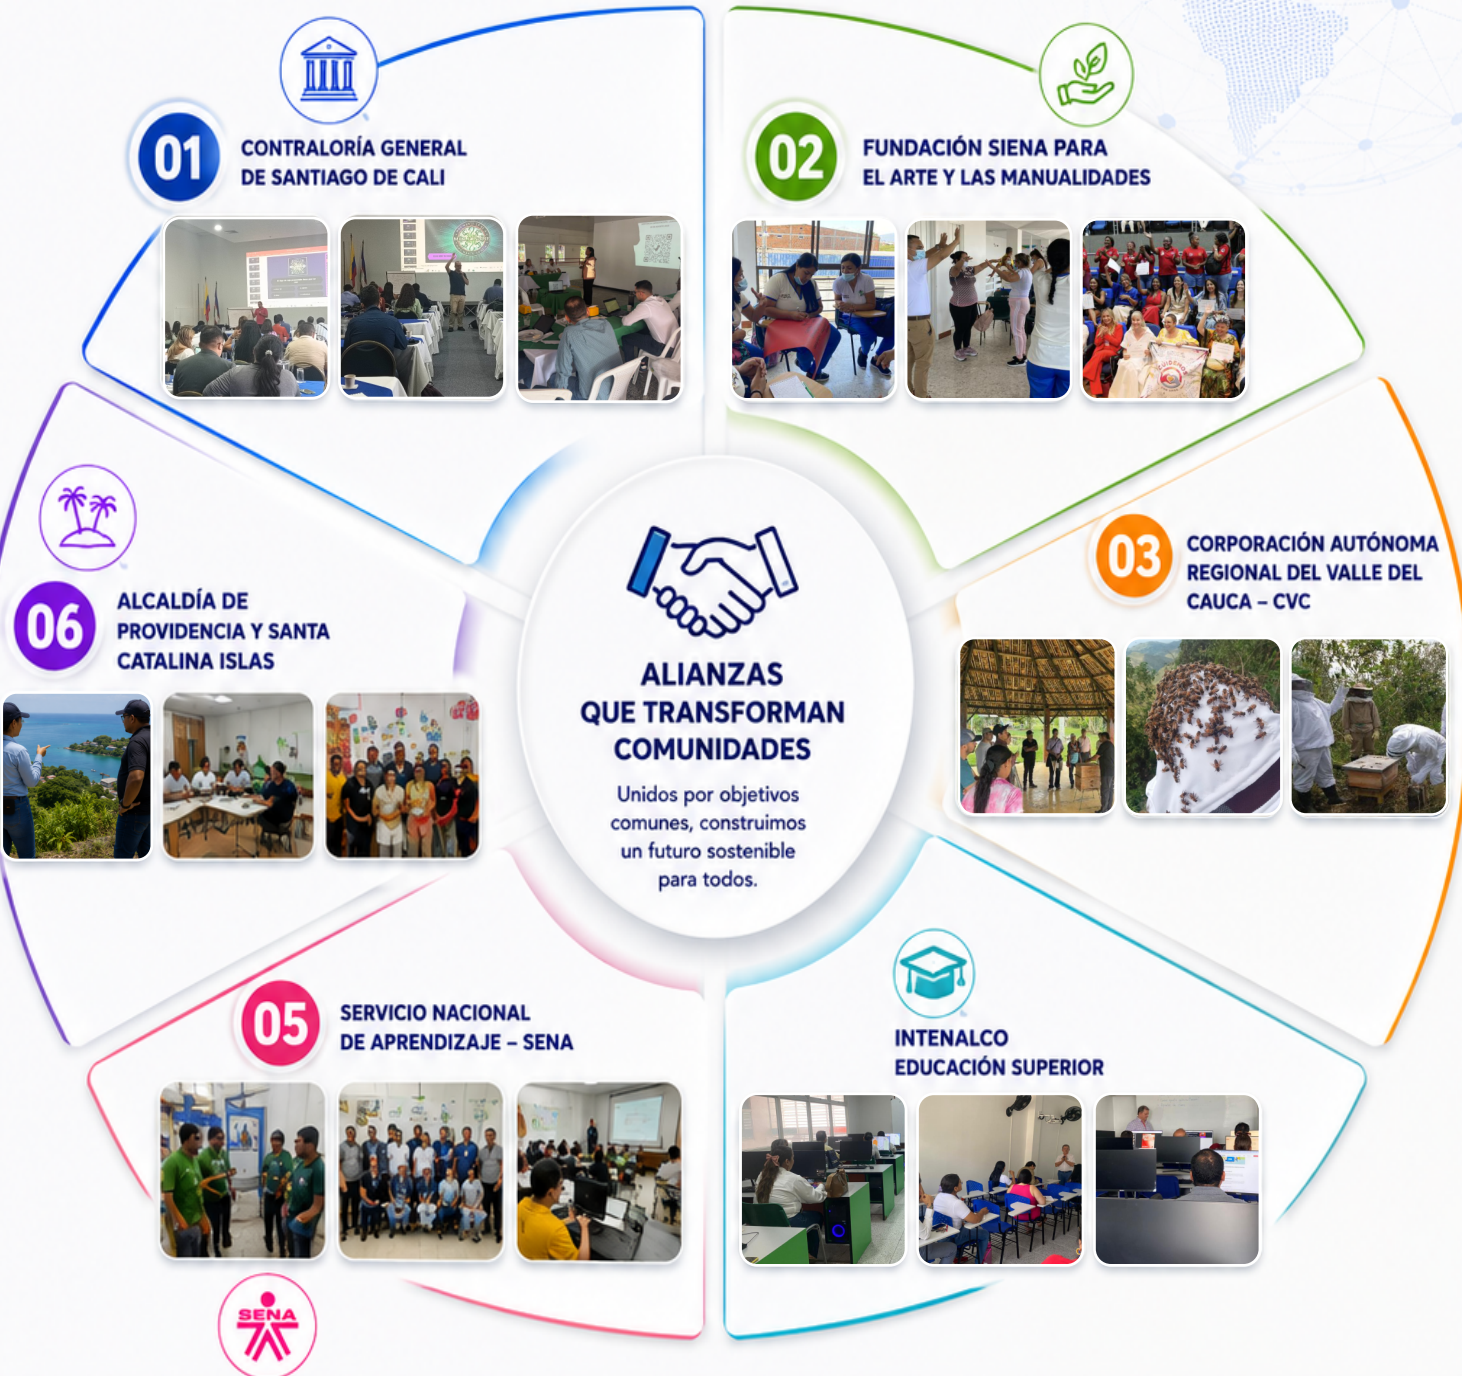 01
CONTRALORÍA GENERAL
DE SANTIAGO DE CALI
02
FUNDACIÓN SIENA PARA
EL ARTE Y LAS MANUALIDADES
03
CORPORACIÓN AUTÓNOMA
REGIONAL DEL VALLE DEL
CAUCA – CVC
06
ALCALDÍA DE
PROVIDENCIA Y SANTA
CATALINA ISLAS
ALIANZAS
QUE TRANSFORMAN
COMUNIDADES
Unidos por objetivos
comunes, construimos
un futuro sostenible
para todos.
05
SERVICIO NACIONAL
DE APRENDIZAJE – SENA
INTENALCO
EDUCACIÓN SUPERIOR
SENA